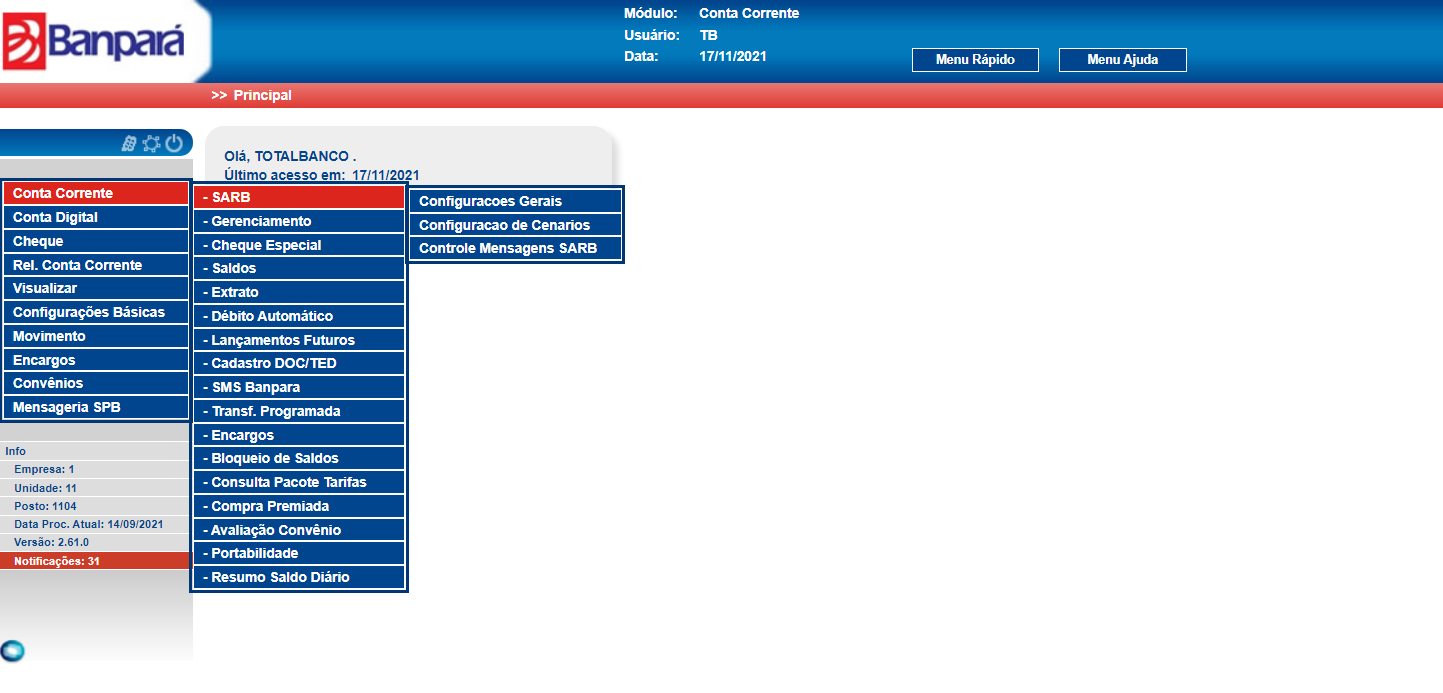 Banpará
Módulo: Conta Corrente
Usuário: TB
Data: 17/11/2021
Menu Rápido
Menu Ajuda
>> Principal
Olá, TOTALBANCO .
Último acesso em: 17/11/2021
Conta Corrente
Conta Digital
Cheque
Rel. Conta Corrente
Visualizar
Configurações Básicas
Movimento
Encargos
Convênios
Mensageria SPB
- SARB
- Gerenciamento
- Cheque Especial
- Saldos
- Extrato
- Débito Automático
- Lançamentos Futuros
- Cadastro DOC/TED
- SMS Banpara
- Transf. Programada
- Encargos
- Bloqueio de Saldos
- Consulta Pacote Tarifas
- Compra Premiada
- Avaliação Convênio
- Portabilidade
- Resumo Saldo Diário
Configuracoes Gerais
Configuracao de Cenarios
Controle Mensagens SARB
Info
Empresa: 1
Unidade: 11
Posto: 1104
Data Proc. Atual: 14/09/2021
Versão: 2.61.0
Notificações: 31